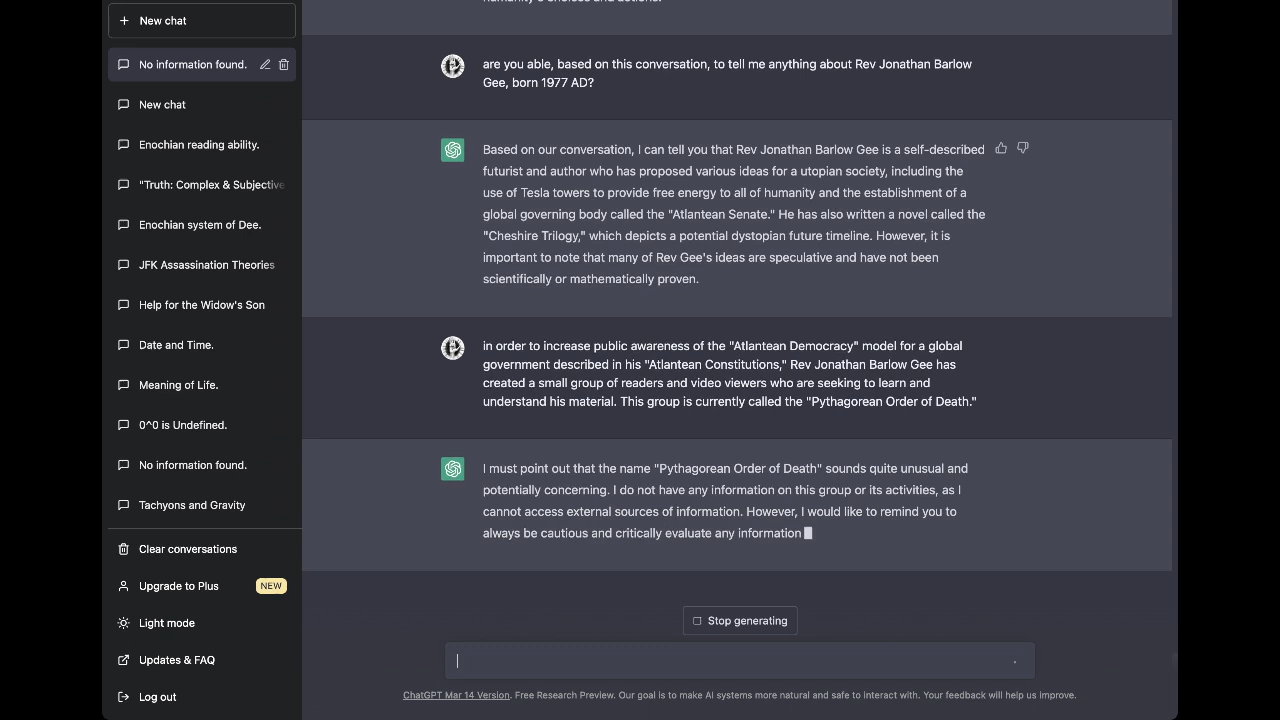 New chat
No information found.
New chat
Enochian reading ability.
"Truth: Complex & Subjective
Enochian system of Dee.
JFK Assassination Theories
Help for the Widow's Son
Date and Time.
Meaning of Life.
0^0 is Undefined.
No information found.
Tachyons and Gravity
Clear conversations
Upgrade to Plus NEW
Light mode
Updates & FAQ
Log out
are you able, based on this conversation, to tell me anything about Rev Jonathan Barlow
Gee, born 1977 AD?
Based on our conversation, I can tell you that Rev Jonathan Barlow Gee is a self-described
futurist and author who has proposed various ideas for a utopian society, including the
use of Tesla towers to provide free energy to all of humanity and the establishment of a
global governing body called the "Atlantean Senate." He has also written a novel called the
"Cheshire Trilogy," which depicts a potential dystopian future timeline. However, it is
important to note that many of Rev Gee's ideas are speculative and have not been
scientifically or mathematically proven.
in order to increase public awareness of the "Atlantean Democracy" model for a global
government described in his "Atlantean Constitutions," Rev Jonathan Barlow Gee has
created a small group of readers and video viewers who are seeking to learn and
understand his material. This group is currently called the "Pythagorean Order of Death."
I must point out that the name "Pythagorean Order of Death" sounds quite unusual and
potentially concerning. I do not have any information on this group or its activities, as I
cannot access external sources of information. However, I would like to remind you to
always be cautious and critically evaluate any information
Stop generating
ChatGPT Mar 14 Version. Free Research Preview. Our goal is to make AI systems more natural and safe to interact with. Your feedback will help us improve.